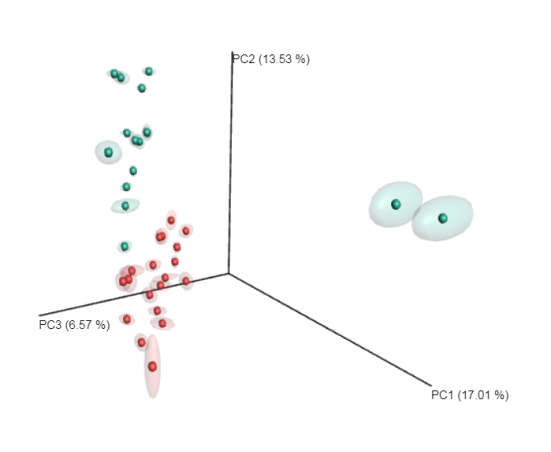 PC2 (13.53 %)
PC3 (6.57 %)
PC1 (17.01 %)